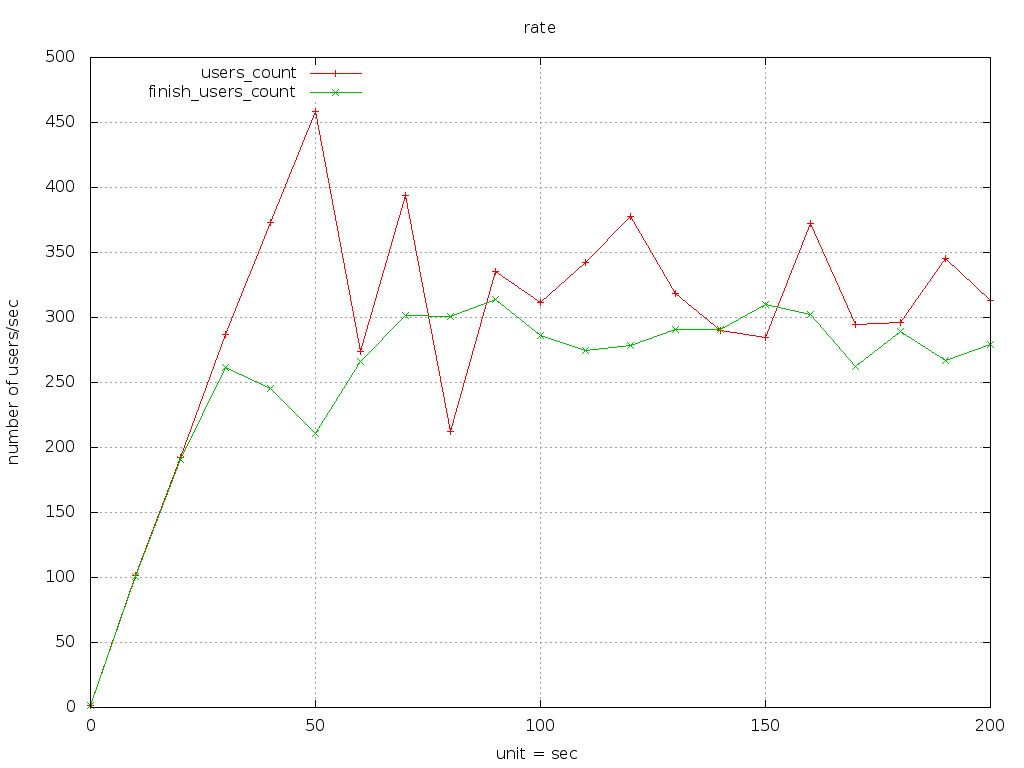 rate
users_count
finish_users_count
500
450
400
350
300
250
200
150
100
50
0
number of users/sec
0 50 100 150 200
unit = sec